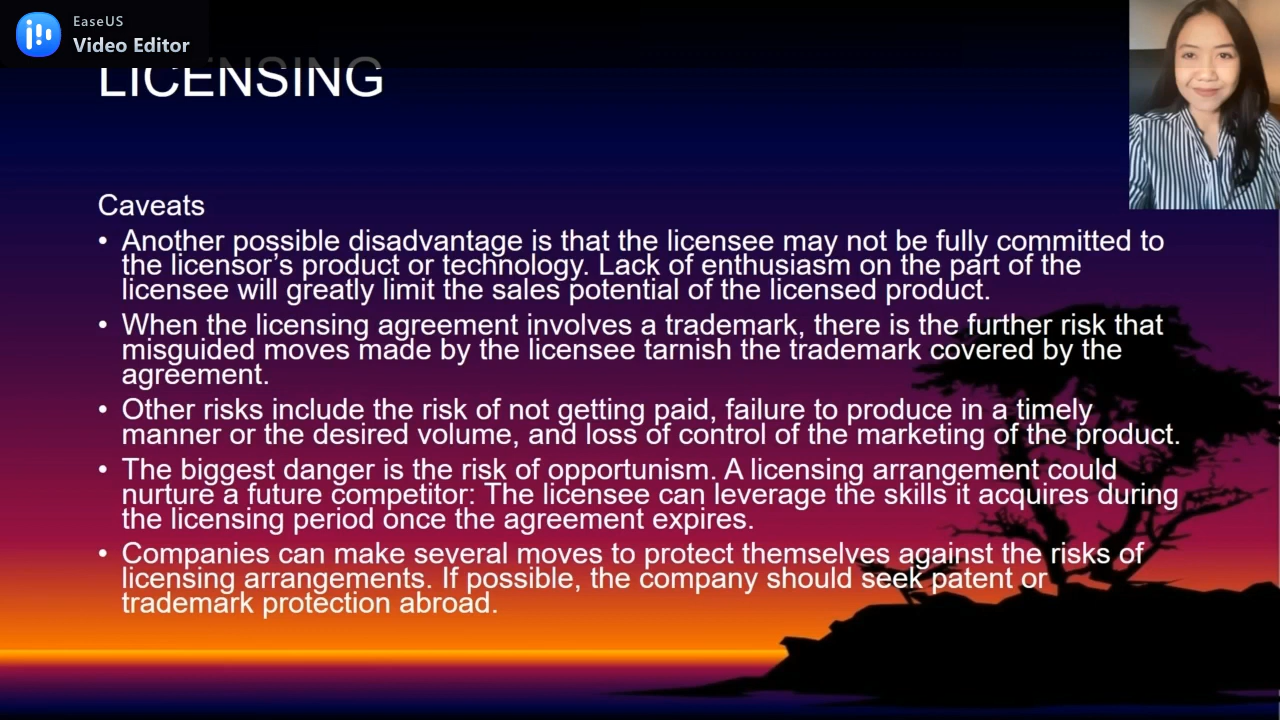 EaseUS
Video Editor
LICENSING
Caveats
• Another possible disadvantage is that the licensee may not be fully committed to
the licensor’s product or technology. Lack of enthusiasm on the part of the
licensee will greatly limit the sales potential of the licensed product.
• When the licensing agreement involves a trademark, there is the further risk that
misguided moves made by the licensee tarnish the trademark covered by the
agreement.
• Other risks include the risk of not getting paid, failure to produce in a timely
manner or the desired volume, and loss of control of the marketing of the product.
• The biggest danger is the risk of opportunism. A licensing arrangement could
nurture a future competitor: The licensee can leverage the skills it acquires during
the licensing period once the agreement expires.
• Companies can make several moves to protect themselves against the risks of
licensing arrangements. If possible, the company should seek patent or
trademark protection abroad.